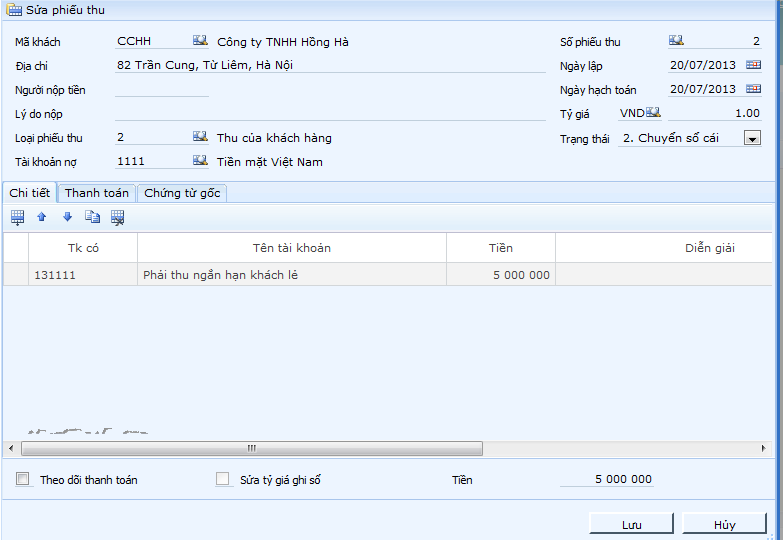 Sửa phiếu thu
Mã khách CCHH Công ty TNHH Hồng Hà Số phiếu thu 2
Địa chỉ 82 Trần Cung, Từ Liêm, Hà Nội Ngày lập 20/07/2013
Người nộp tiền Ngày hạch toán 20/07/2013
Lý do nộp Tỷ giá VND 1.00
Loại phiếu thu 2 Thu của khách hàng Trạng thái 2. Chuyển sổ cái
Tài khoản nợ 1111 Tiền mặt Việt Nam
Chi tiết Thanh toán Chứng từ gốc
Tk có Tên tài khoản Tiền Diễn giải
131111 Phải thu ngắn hạn khách lẻ 5 000 000
Theo dõi thanh toán Sửa tỷ giá ghi sổ Tiền 5 000 000
Lưu Hủy